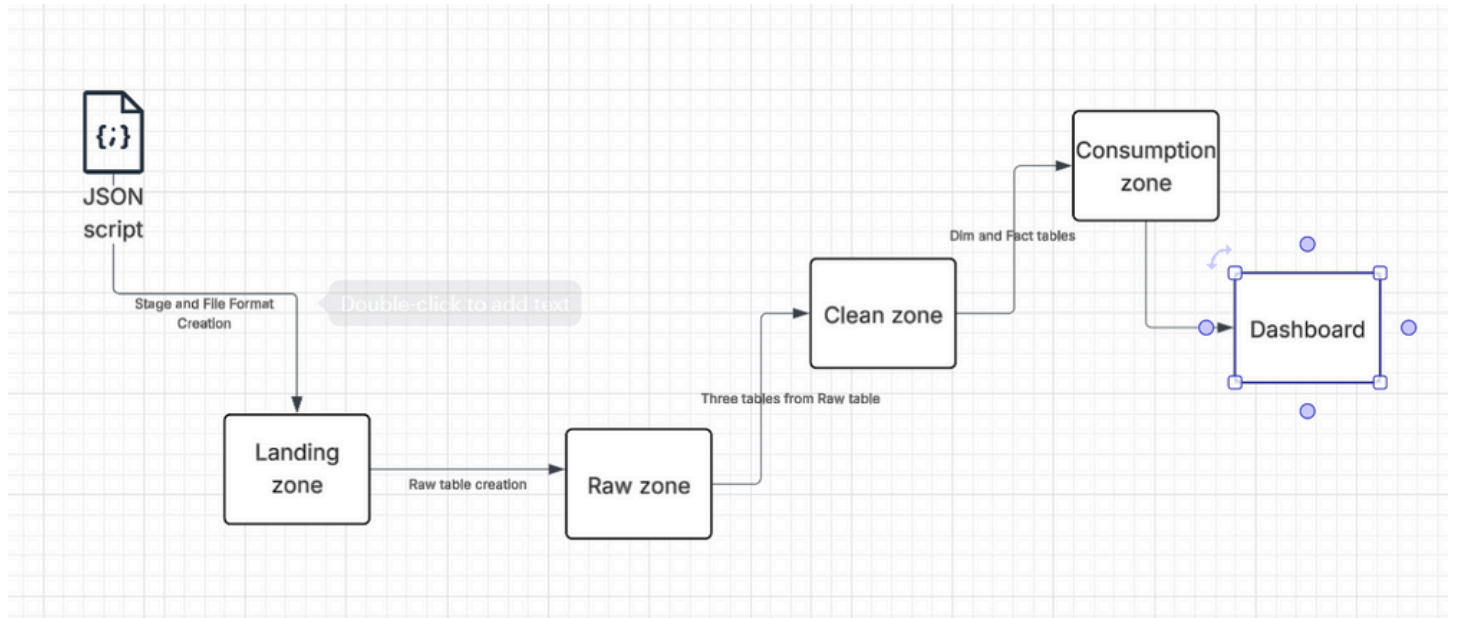 {;}
JSON
script
Stage and File Format
Creation
Double-click to add text
Landing
zone
Raw table creation
Raw zone
Three tables from Raw table
Clean zone
Dim and Fact tables
Consumption
zone
Dashboard